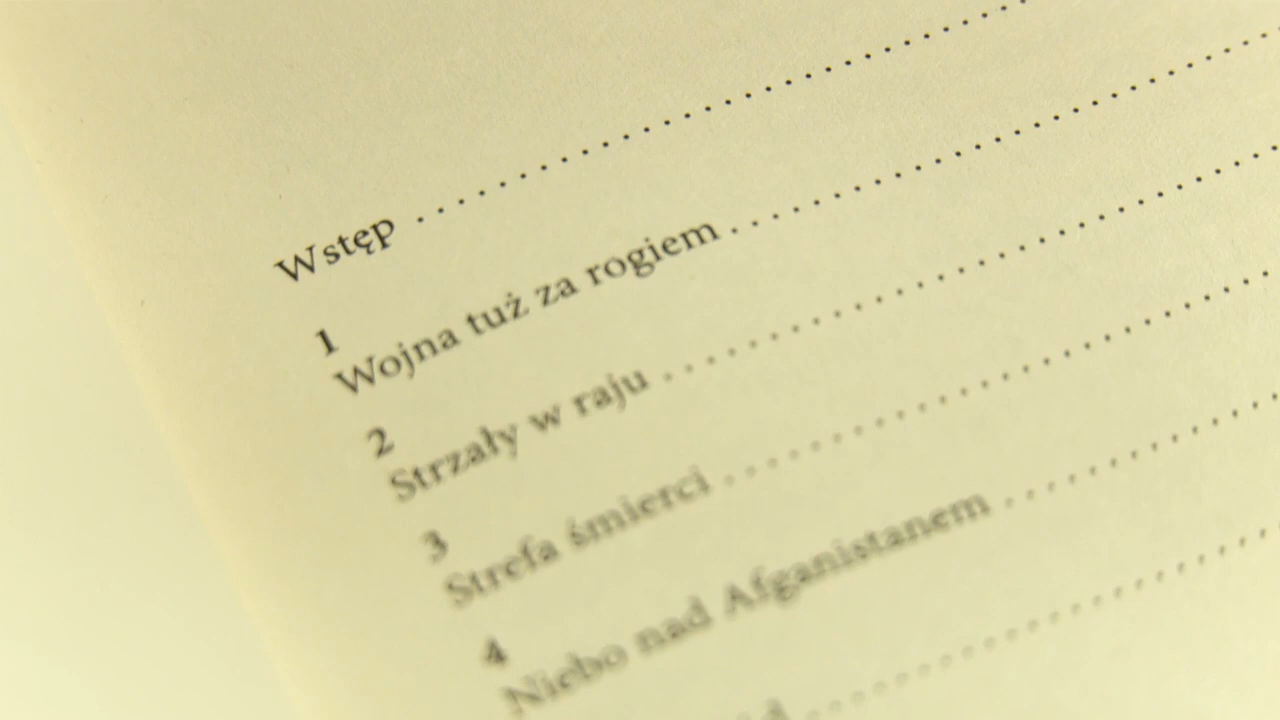 Wstęp ........................................
1
Wojna tuż za rogiem ........................................
2
Strzały w raju ........................................
3
Strefa śmierci ........................................
4
Niebo nad Afganistanem ........................................